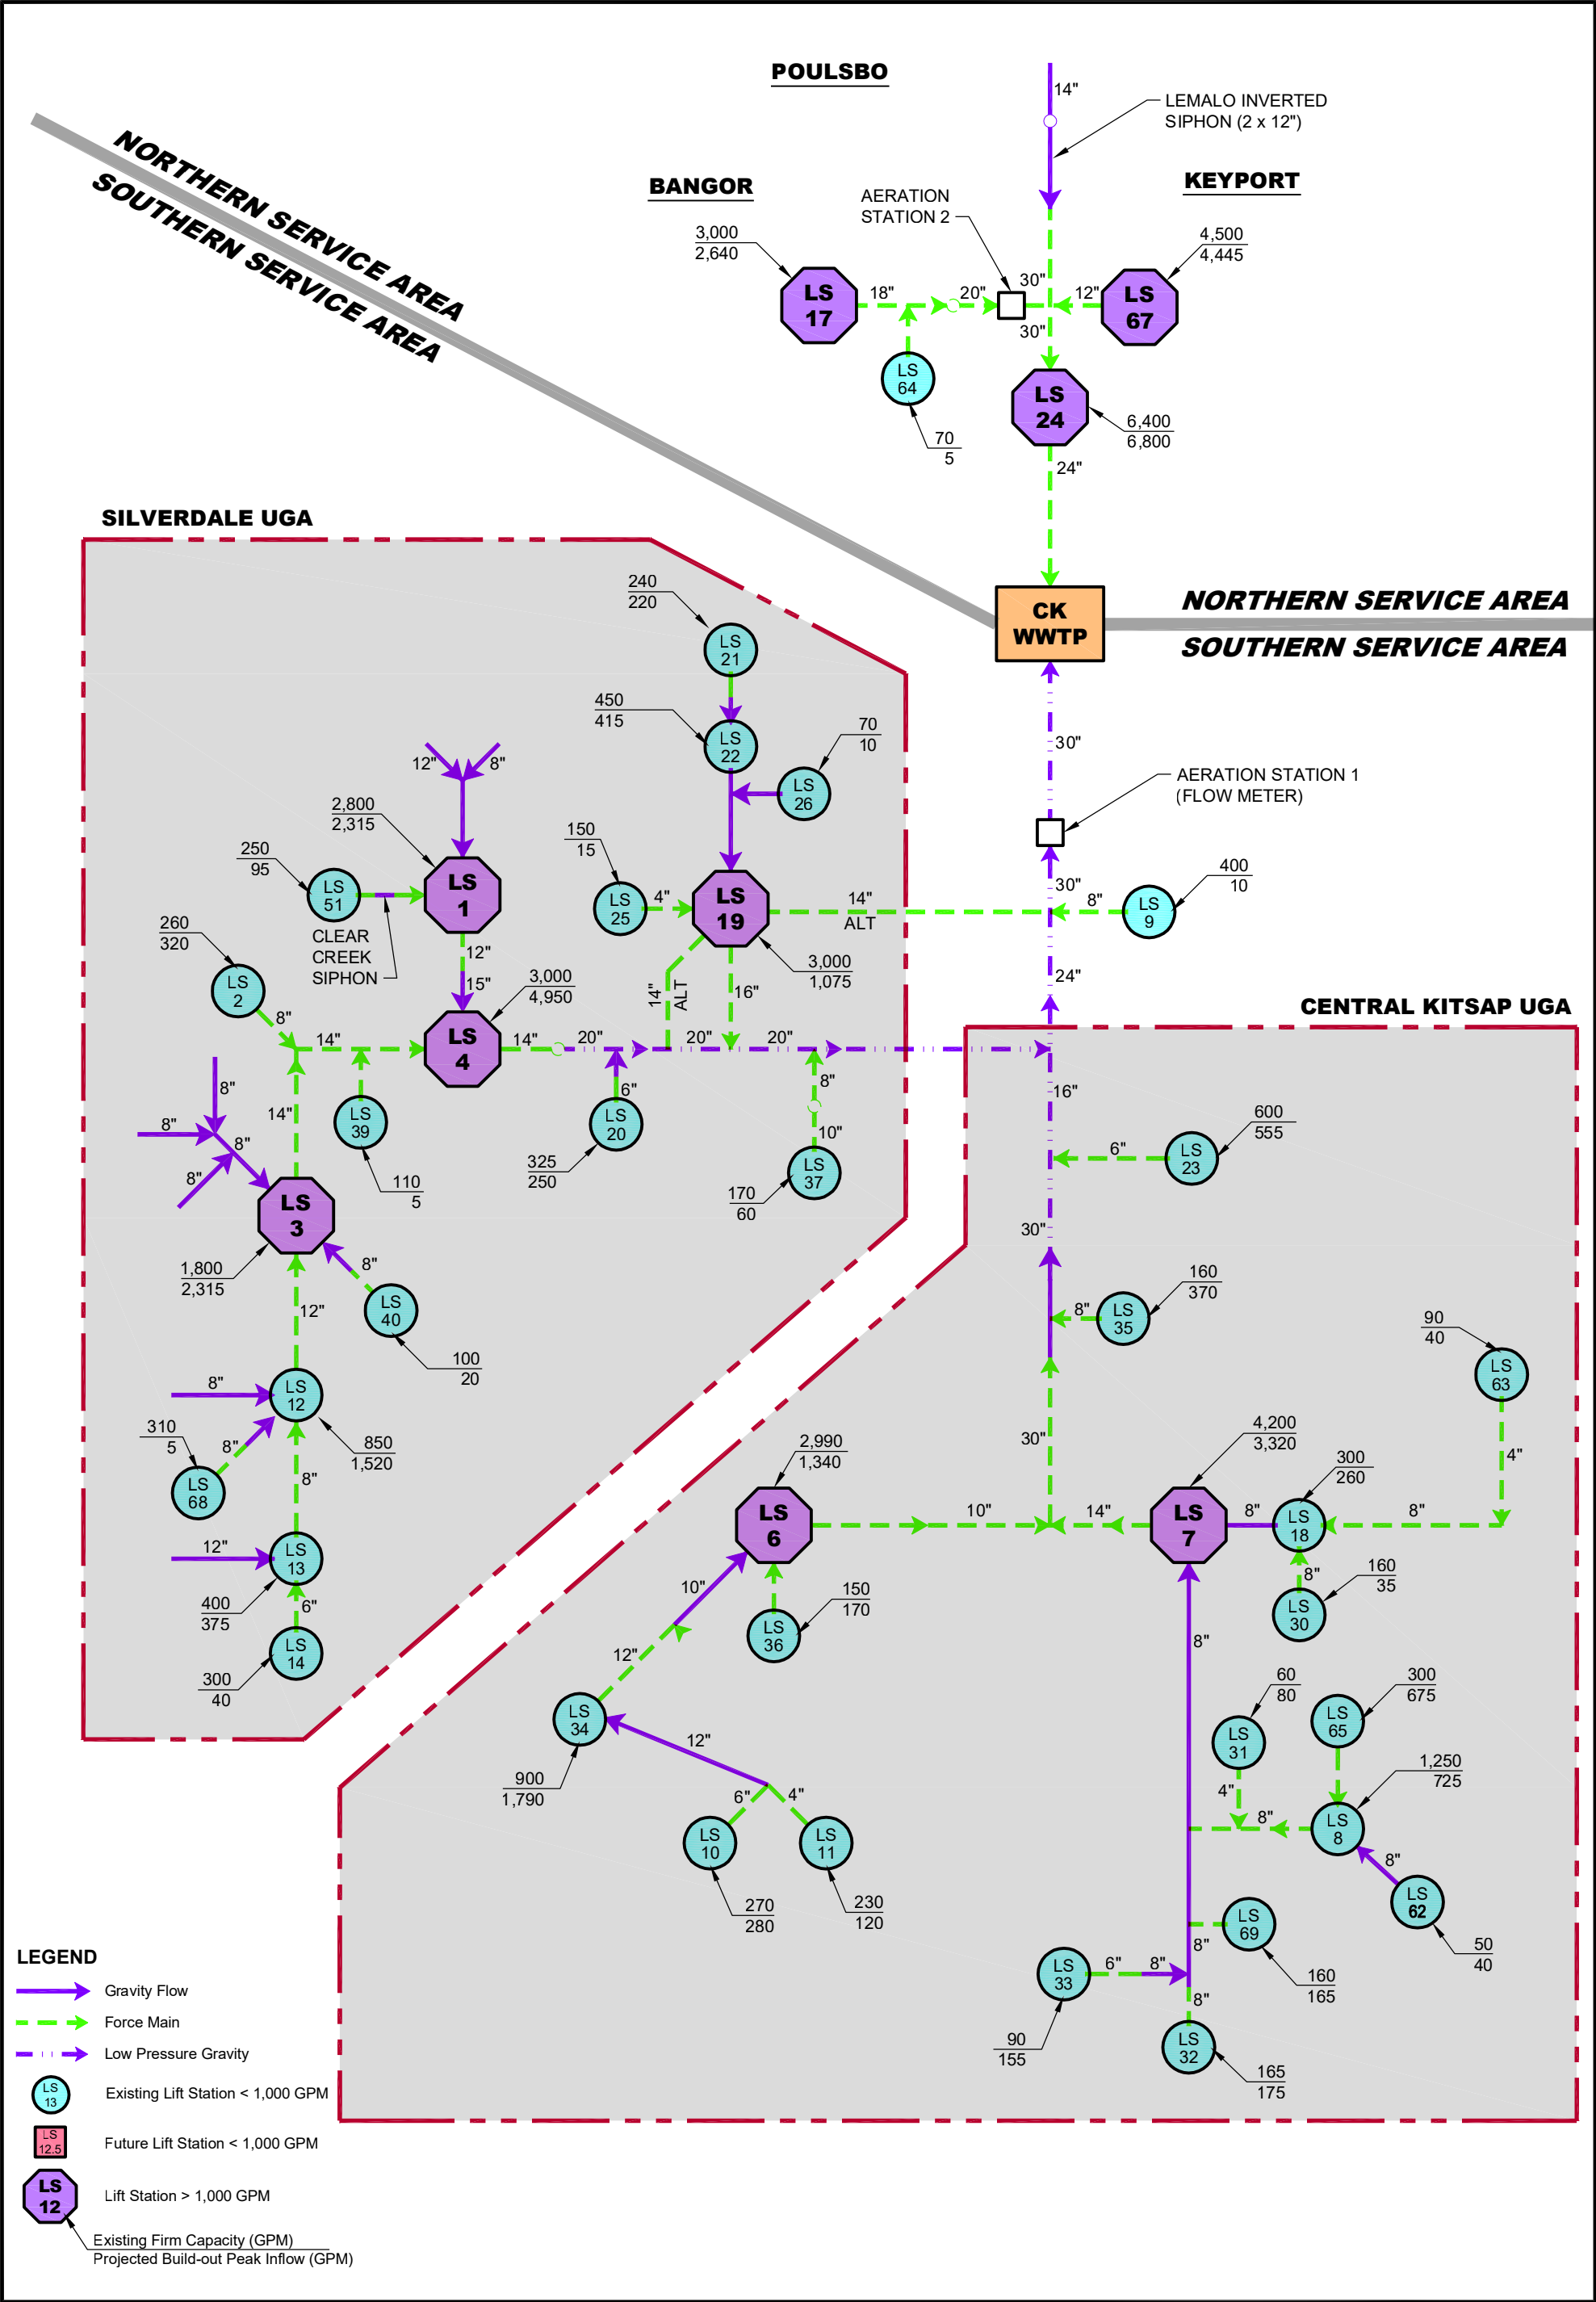 POULSBO
14"
LEMALO INVERTED
SIPHON (2 x 12")
NORTHERN SERVICE AREA
SOUTHERN SERVICE AREA
BANGOR
AERATION
STATION 2
KEYPORT
3,000
2,640
4,500
4,445
LS
17
18"
20"
30"
30"
12"
LS
67
LS
64
70
5
LS
24
6,400
6,800
24"
CK
WWTP
NORTHERN SERVICE AREA
SOUTHERN SERVICE AREA
SILVERDALE UGA
240
220
LS
21
450
415
LS
22
70
10
LS
26
12"
8"
2,800
2,315
250
95
LS
51
LS
1
CLEAR
CREEK
SIPHON
150
15
LS
25
4"
LS
19
14"
ALT
3,000
1,075
30"
AERATION STATION 1
(FLOW METER)
30"
8"
LS
9
400
10
24"
260
320
LS
2
8"
12"
15"
3,000
4,950
14"
ALT
16"
14"
LS
4
14"
20"
20"
20"
LS
39
110
5
6"
LS
20
325
250
8"
10"
LS
37
170
60
8"
8"
8"
8"
14"
LS
3
1,800
2,315
8"
LS
40
100
20
12"
8"
LS
12
850
1,520
310
5
8"
LS
68
8"
12"
LS
13
400
375
6"
LS
14
300
40
CENTRAL KITSAP UGA
16"
6"
LS
23
600
555
30"
8"
LS
35
160
370
90
40
LS
63
4"
30"
2,990
1,340
LS
6
10"
14"
4,200
3,320
LS
7
8"
300
260
LS
18
8"
8"
LS
30
160
35
10"
LS
36
150
170
12"
LS
34
900
1,790
12"
6"
4"
LS
10
270
280
LS
11
230
120
8"
60
80
LS
31
4"
300
675
LS
65
1,250
725
8"
LS
8
8"
LS
62
50
40
LS
69
160
165
8"
LS
33
90
155
6"
8"
8"
LS
32
165
175
LEGEND
Gravity Flow
Force Main
Low Pressure Gravity
LS
13
Existing Lift Station < 1,000 GPM
LS
12.5
Future Lift Station < 1,000 GPM
LS
12
Lift Station > 1,000 GPM
Existing Firm Capacity (GPM)
Projected Build-out Peak Inflow (GPM)